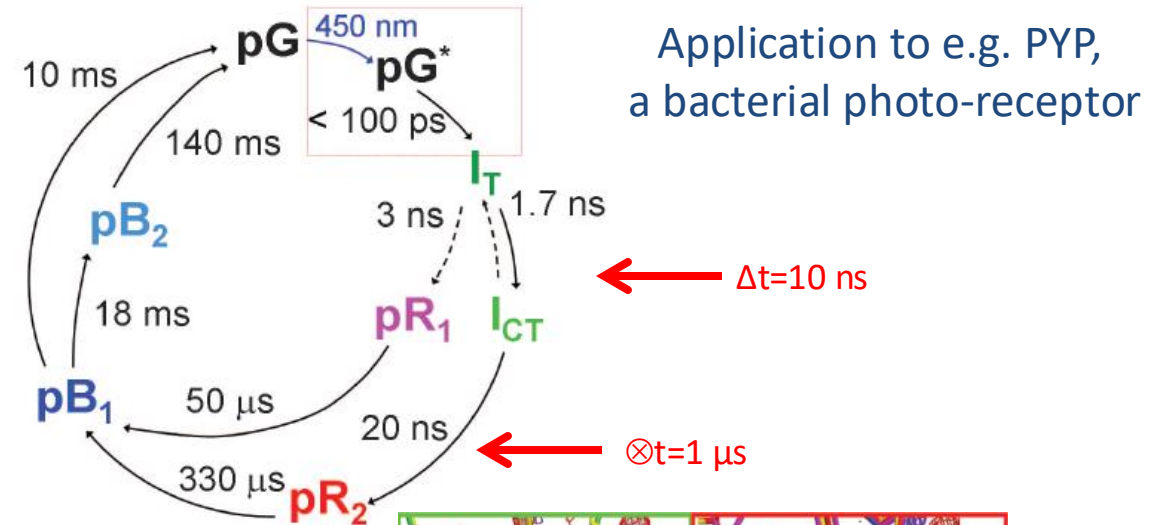 pG
450 nm
pG*
Application to e.g. PYP,
a bacterial photo-receptor
10 ms
< 100 ps
140 ms
I_T
3 ns
1.7 ns
pB₂
Δt=10 ns
18 ms
pR₁
I_CT
pB₁
50 μs
20 ns
⊗t=1 μs
330 μs
pR₂